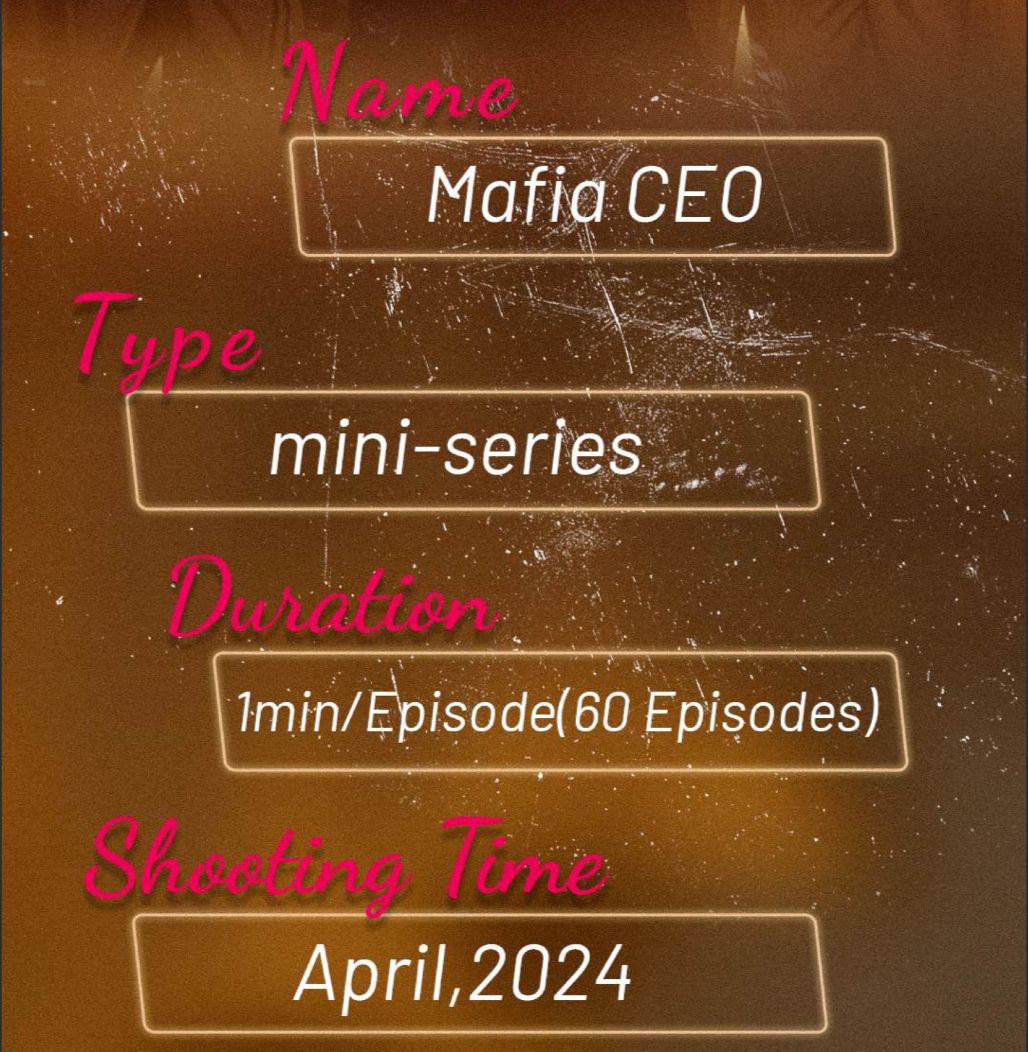 Name
Mafia CEO
Type
mini-series
Duration
1min/Episode(60 Episodes)
Shooting Time
April,2024